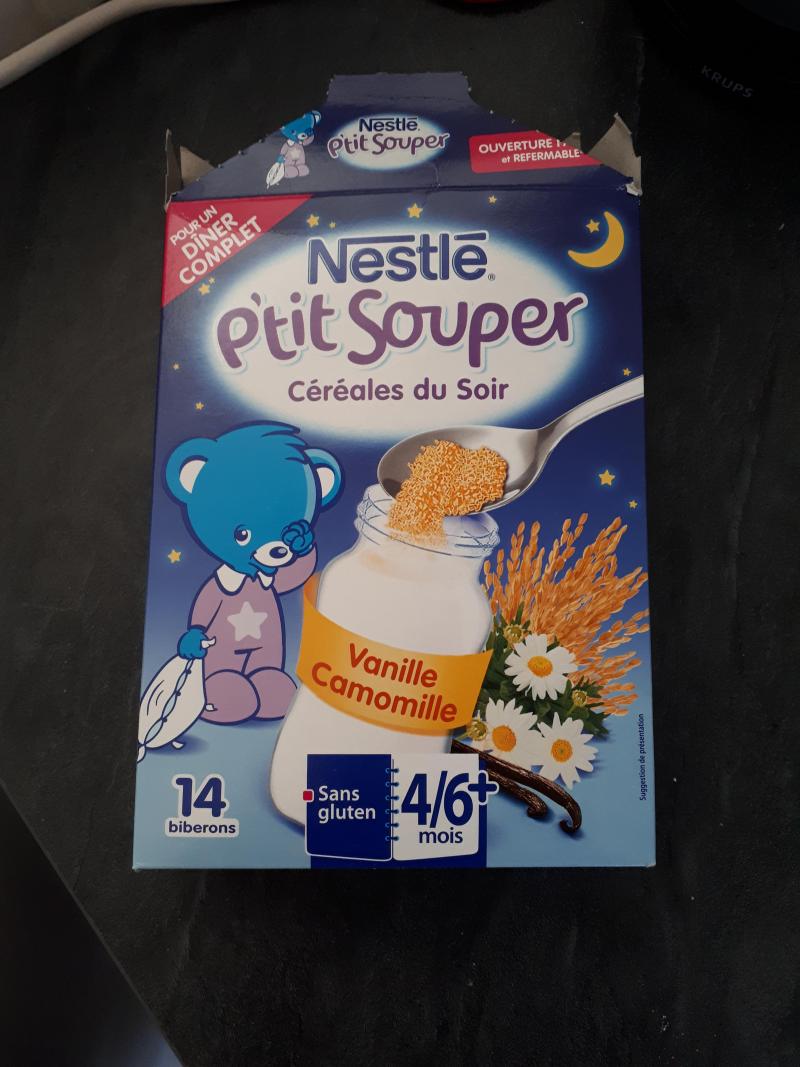 KRUPS
Nestlé
P'tit Souper
OUVERTURE
et REFERMABLE
POUR UN
DÎNER
COMPLET
Nestlé®
P'tit Souper
Céréales du Soir
Vanille
Camomille
Suggestion de présentation
14
biberons
Sans
gluten
4/6+
mois